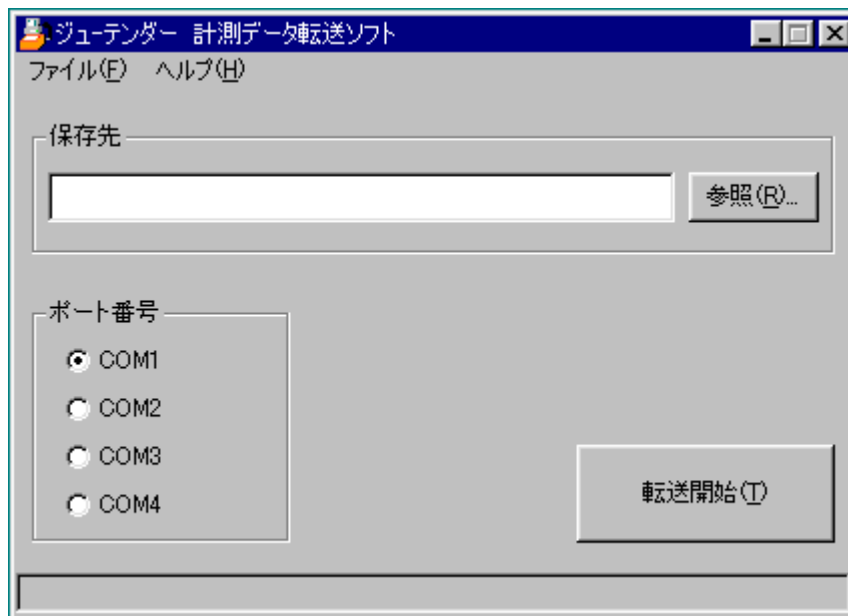 ジューテンダー 計測データ転送ソフト
ファイル(F) ヘルプ(H)
保存先
参照(R)...
ポート番号
COM1
COM2
COM3
COM4
転送開始(T)